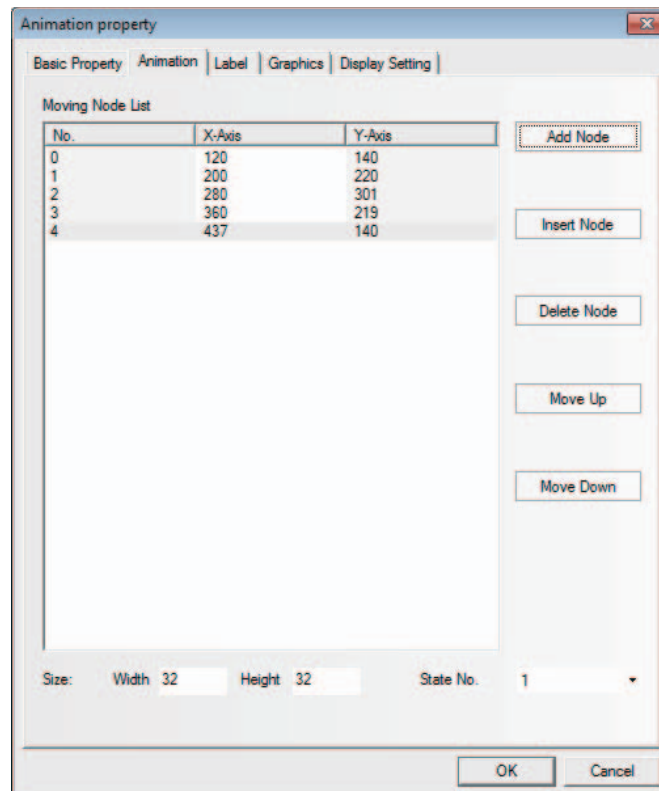 Animation property
Basic Property Animation Label Graphics Display Setting
Moving Node List
No. X-Axis Y-Axis Add Node
0 120 140
1 200 220
2 280 301
3 360 219 Insert Node
4 437 140
Delete Node
Move Up
Move Down
Size: Width 32 Height 32 State No. 1
OK Cancel